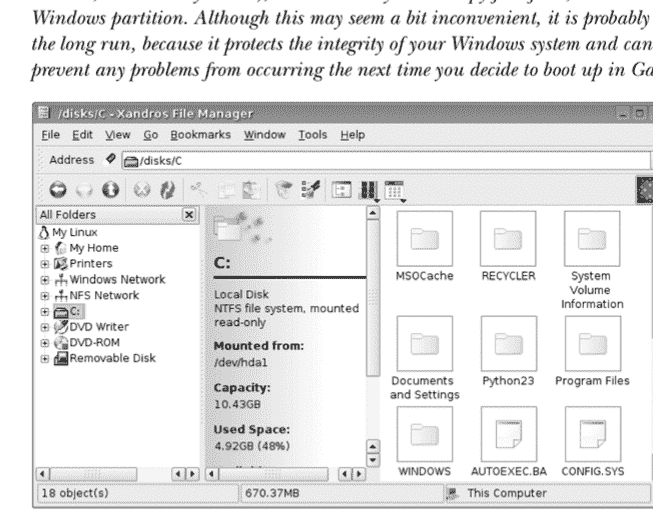 Windows partition. Although this may seem a bit inconvenient, it is probably
the long run, because it protects the integrity of your Windows system and can
prevent any problems from occurring the next time you decide to boot up in Ga
/disks/C - Xandros File Manager
File Edit View Go Bookmarks Window Tools Help
Address /disks/C
All Folders
My Linux
My Home
Printers
Windows Network
NFS Network
C:
DVD Writer
DVD-ROM
Removable Disk
C:
Local Disk
NTFS file system, mounted
read-only
Mounted from:
/dev/hda1
Capacity:
10.43GB
Used Space:
4.92GB (48%)
MSOCache
RECYCLER
System
Volume
Information
Documents
and Settings
Python23
Program Files
WINDOWS
AUTOEXEC.BA
CONFIG.SYS
18 object(s)
670.37MB
This Computer